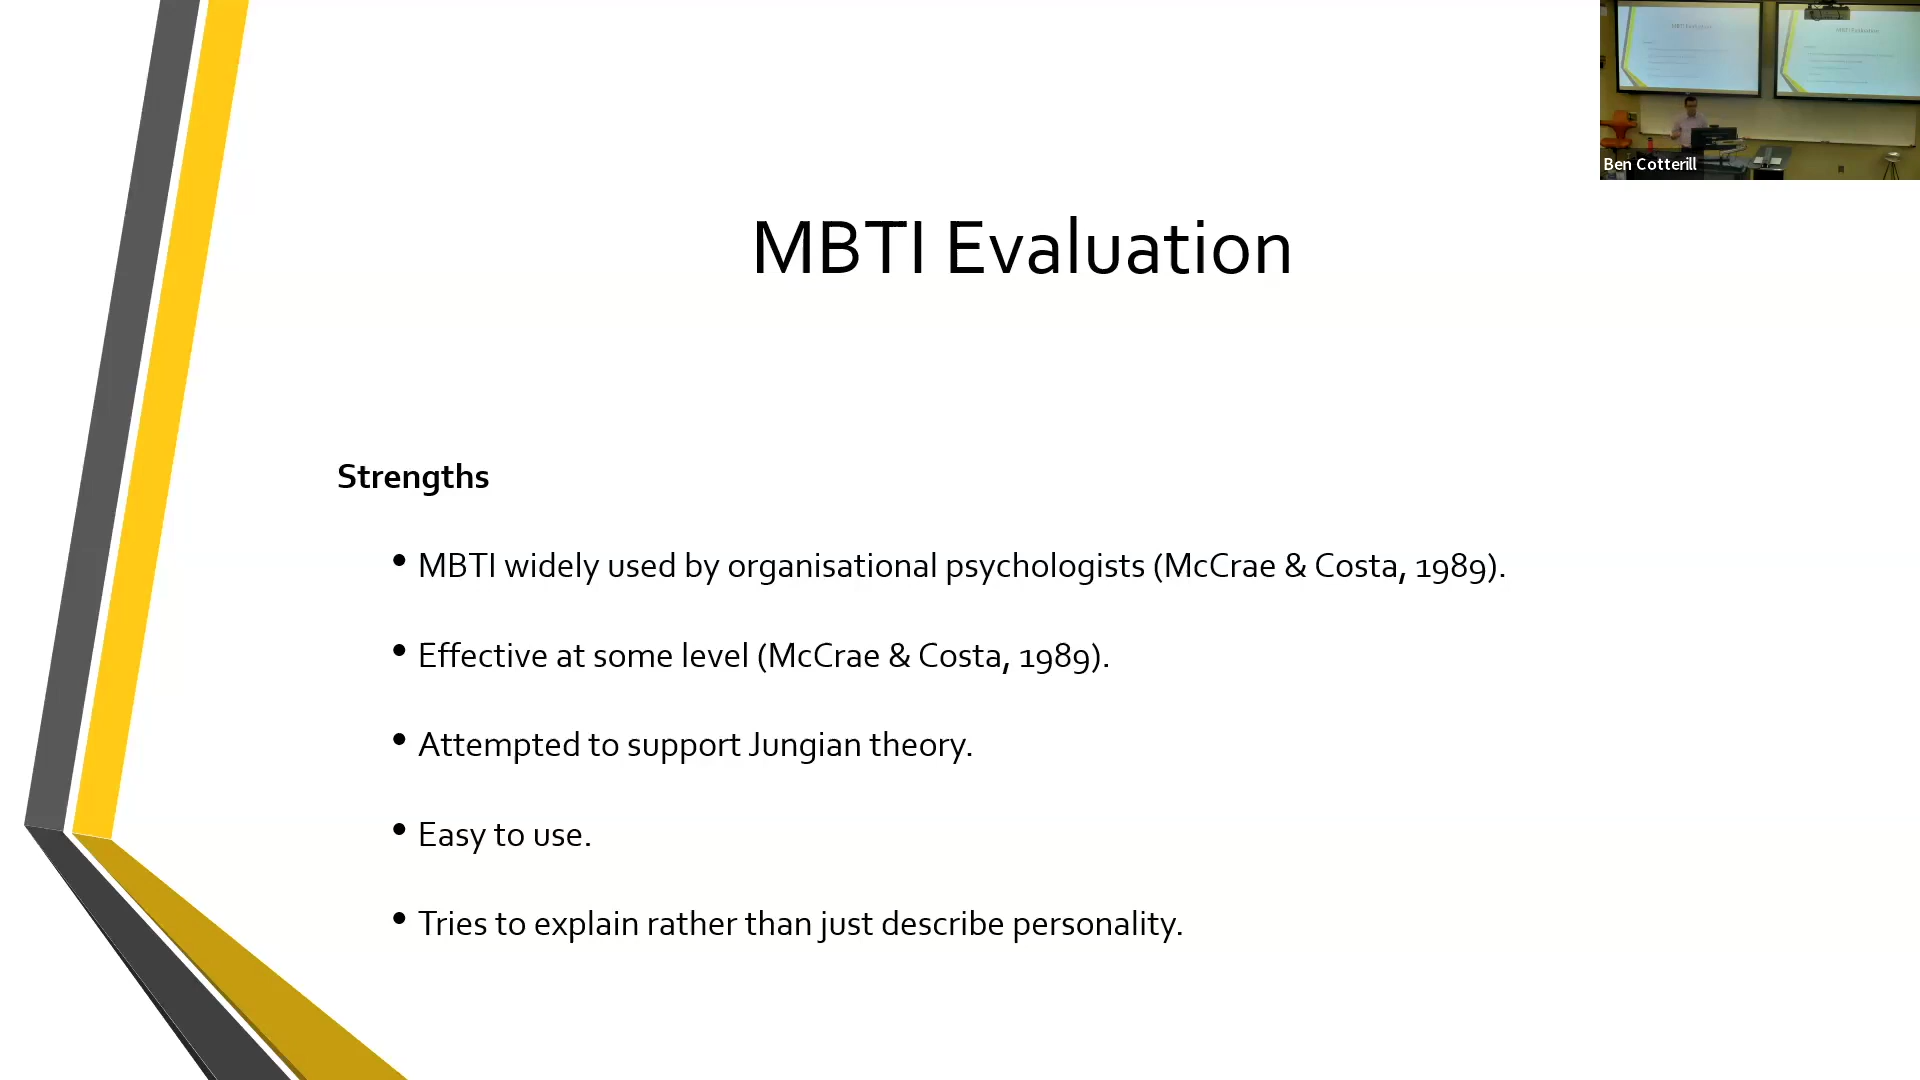 Ben Cotterill
MBTI Evaluation
Strengths
• MBTI widely used by organisational psychologists (McCrae & Costa, 1989).
• Effective at some level (McCrae & Costa, 1989).
• Attempted to support Jungian theory.
• Easy to use.
• Tries to explain rather than just describe personality.